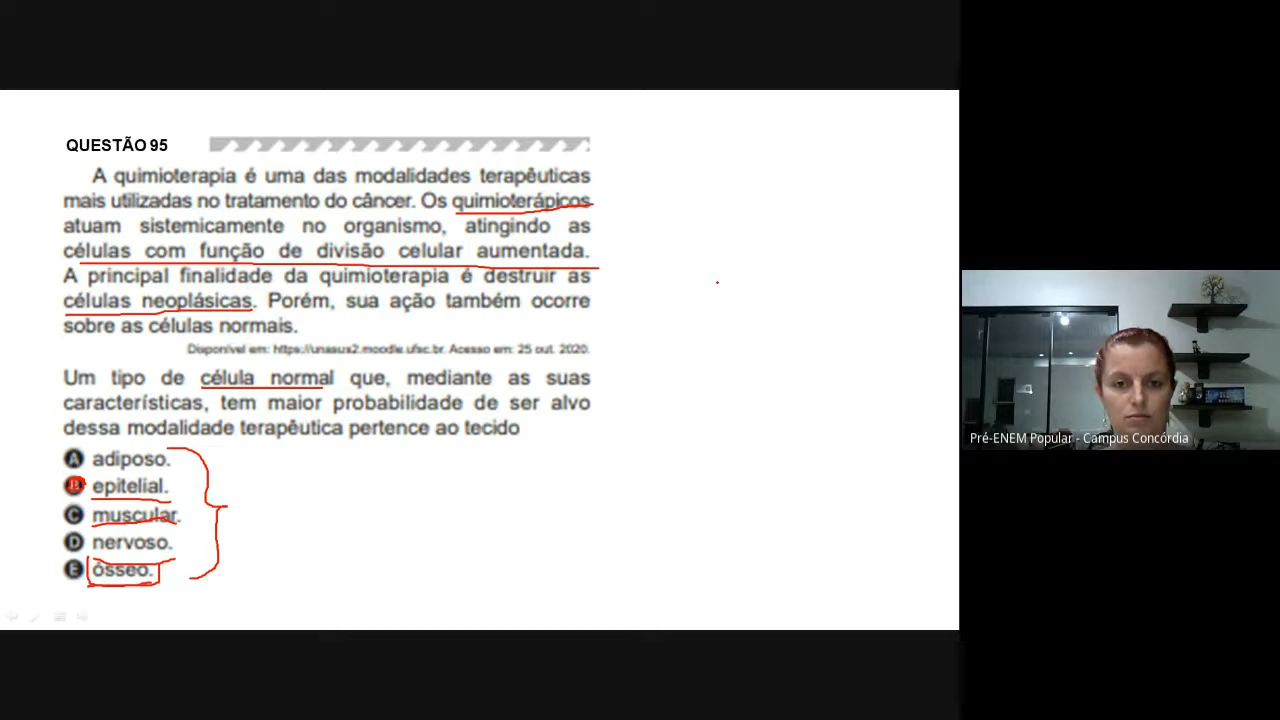 QUESTÃO 95
A quimioterapia é uma das modalidades terapêuticas
mais utilizadas no tratamento do câncer. Os quimioterápicos
atuam sistemicamente no organismo, atingindo as
células com função de divisão celular aumentada.
A principal finalidade da quimioterapia é destruir as
células neoplásicas. Porém, sua ação também ocorre
sobre as células normais.
Disponível em: https://unasus2.moodle.ufsc.br. Acesso em: 25 out. 2020.
Um tipo de célula normal que, mediante as suas
características, tem maior probabilidade de ser alvo
dessa modalidade terapêutica pertence ao tecido
A adiposo.
B epitelial.
C muscular.
D nervoso.
E ósseo.
Pré-ENEM Popular - Campus Concórdia